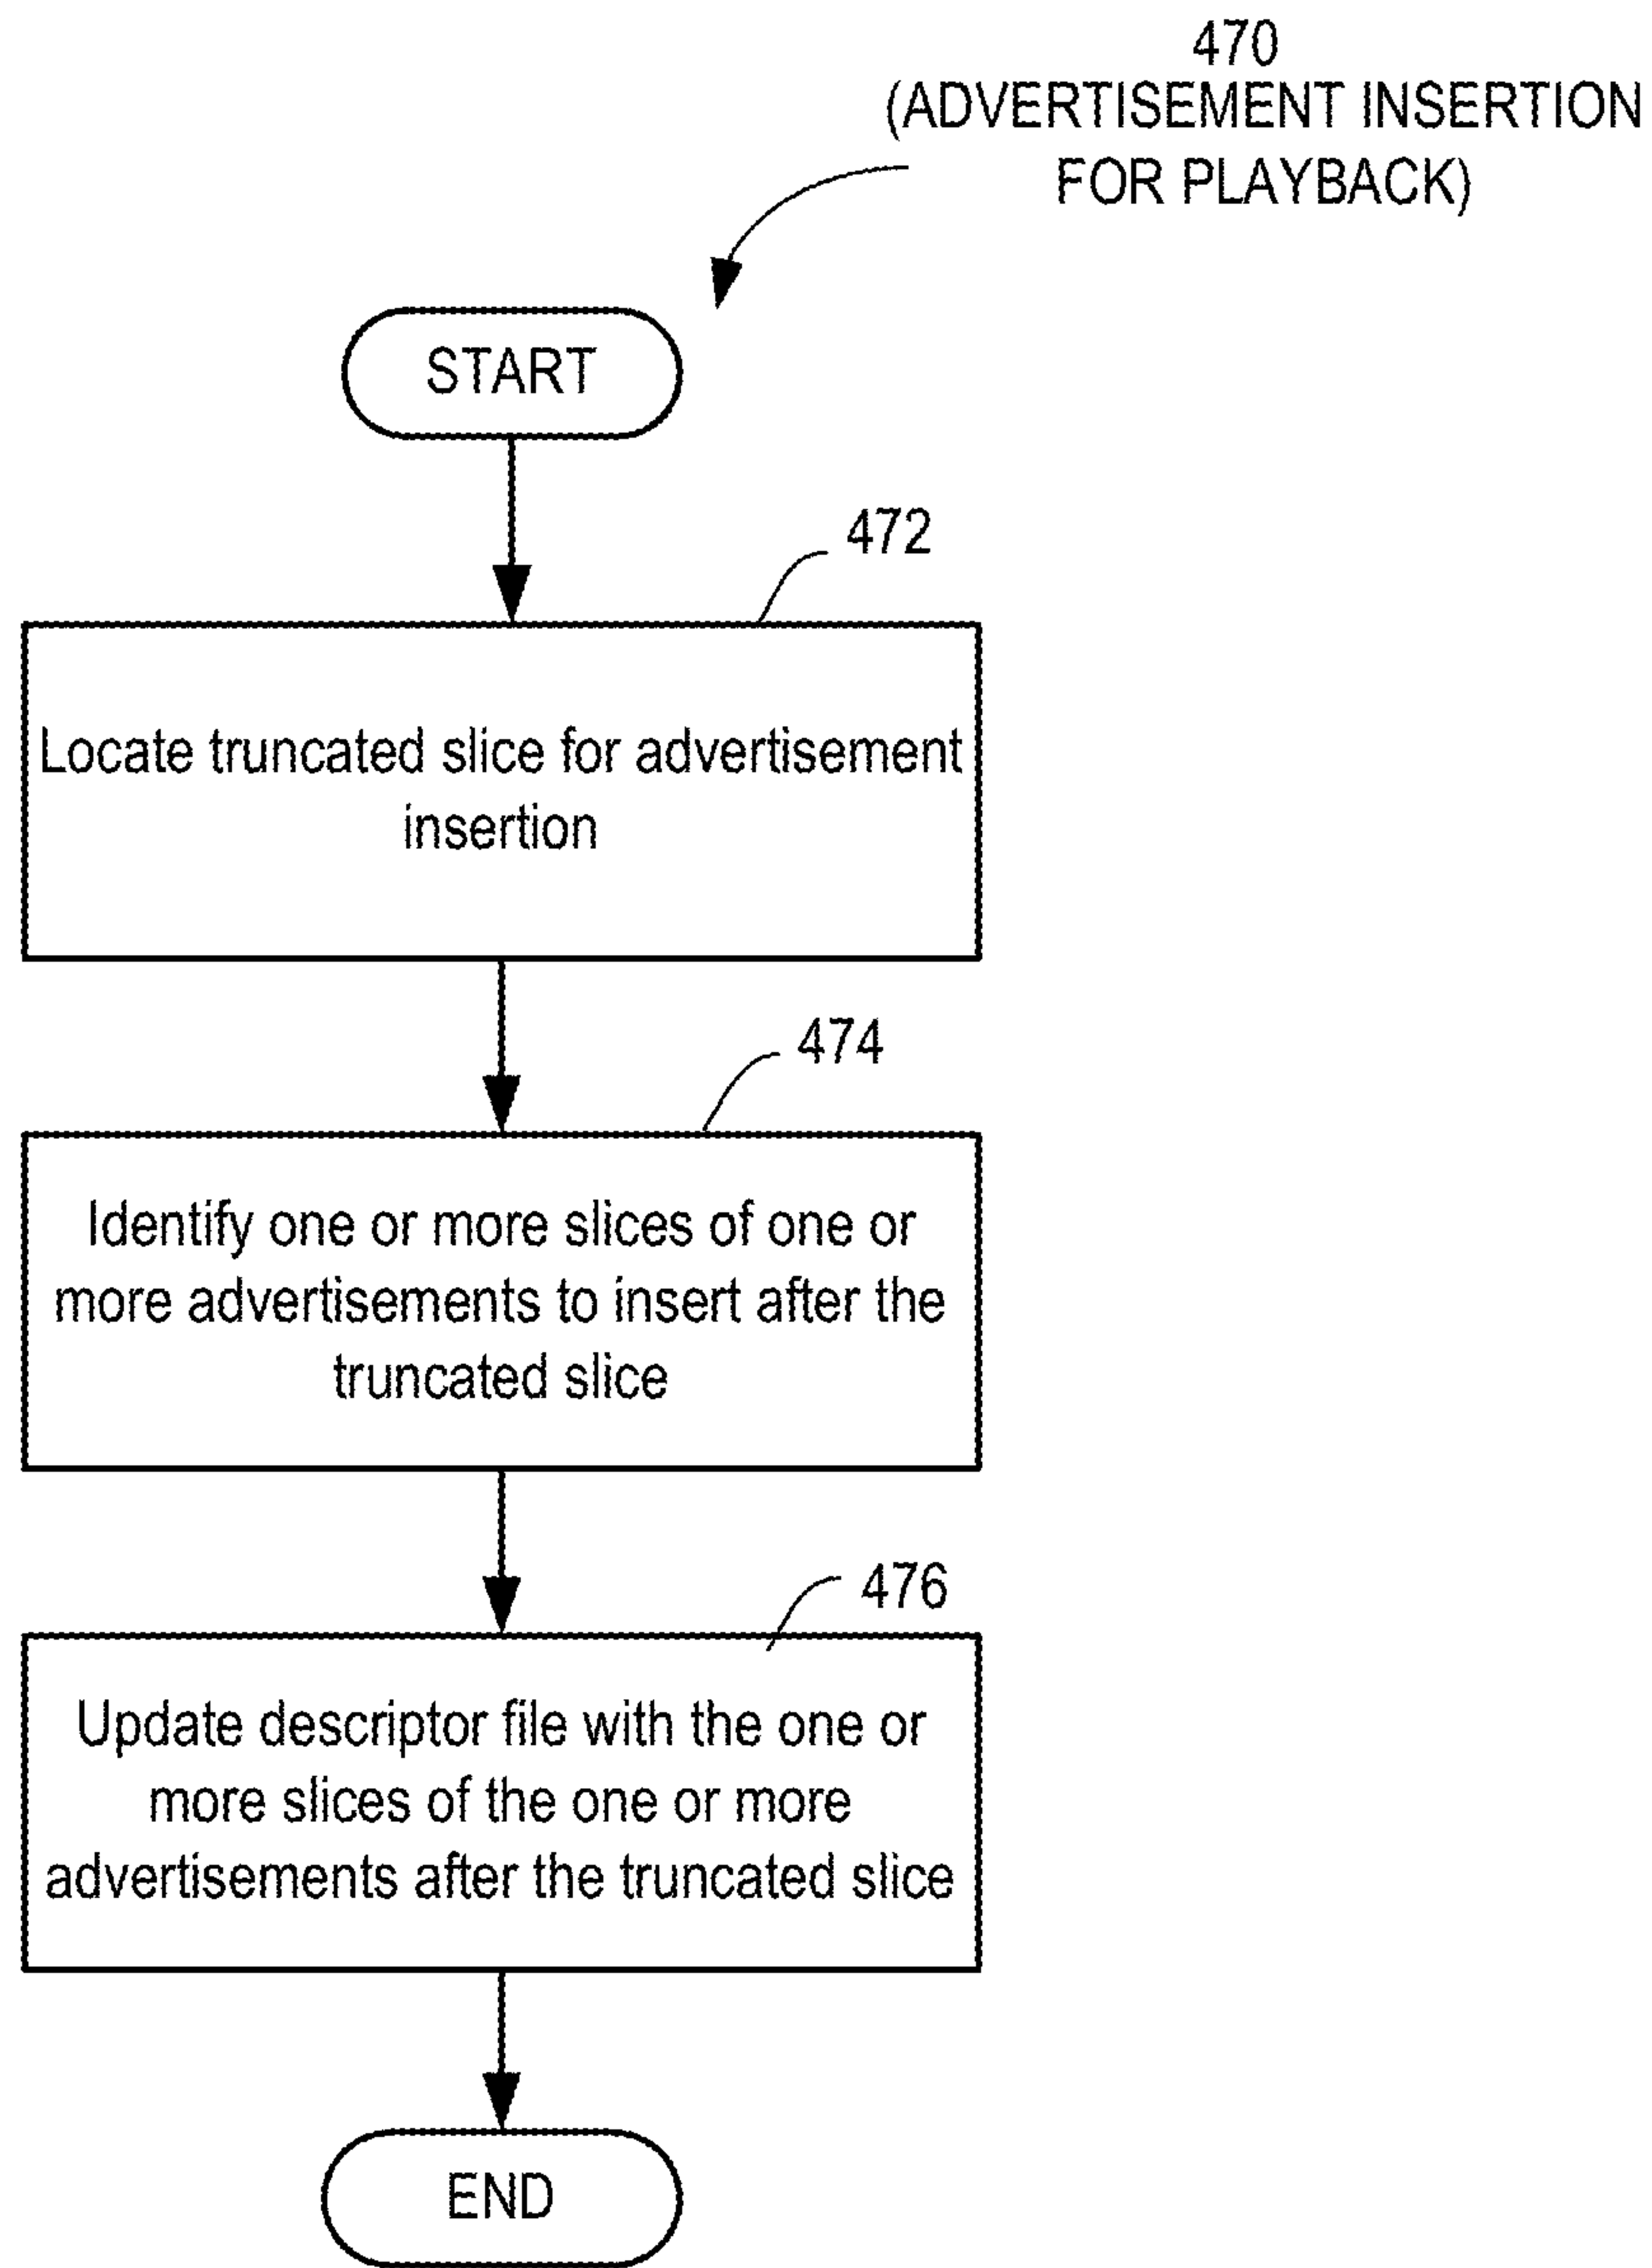 470
(ADVERTISEMENT INSERTION
FOR PLAYBACK)
START
472
Locate truncated slice for advertisement
insertion
474
Identify one or more slices of one or
more advertisements to insert after the
truncated slice
476
Update descriptor file with the one or
more slices of the one or more
advertisements after the truncated slice
END